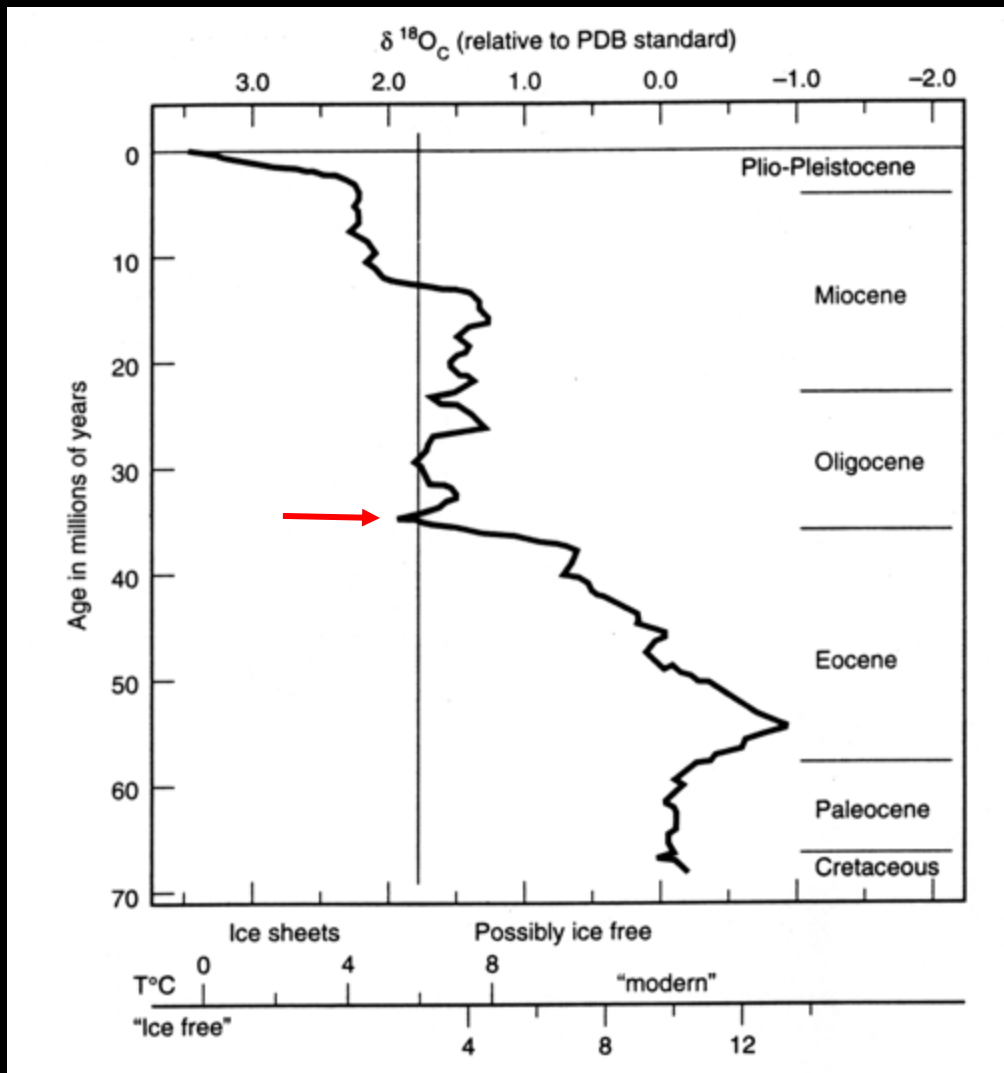 δ ¹⁸O_C (relative to PDB standard)
3.0 2.0 1.0 0.0 –1.0 –2.0
0
Plio-Pleistocene
10
Miocene
20
Age in millions of years
30
Oligocene
40
Eocene
50
60
Paleocene
Cretaceous
70
Ice sheets Possibly ice free
0 4 8
T°C “modern”
“Ice free”
4 8 12